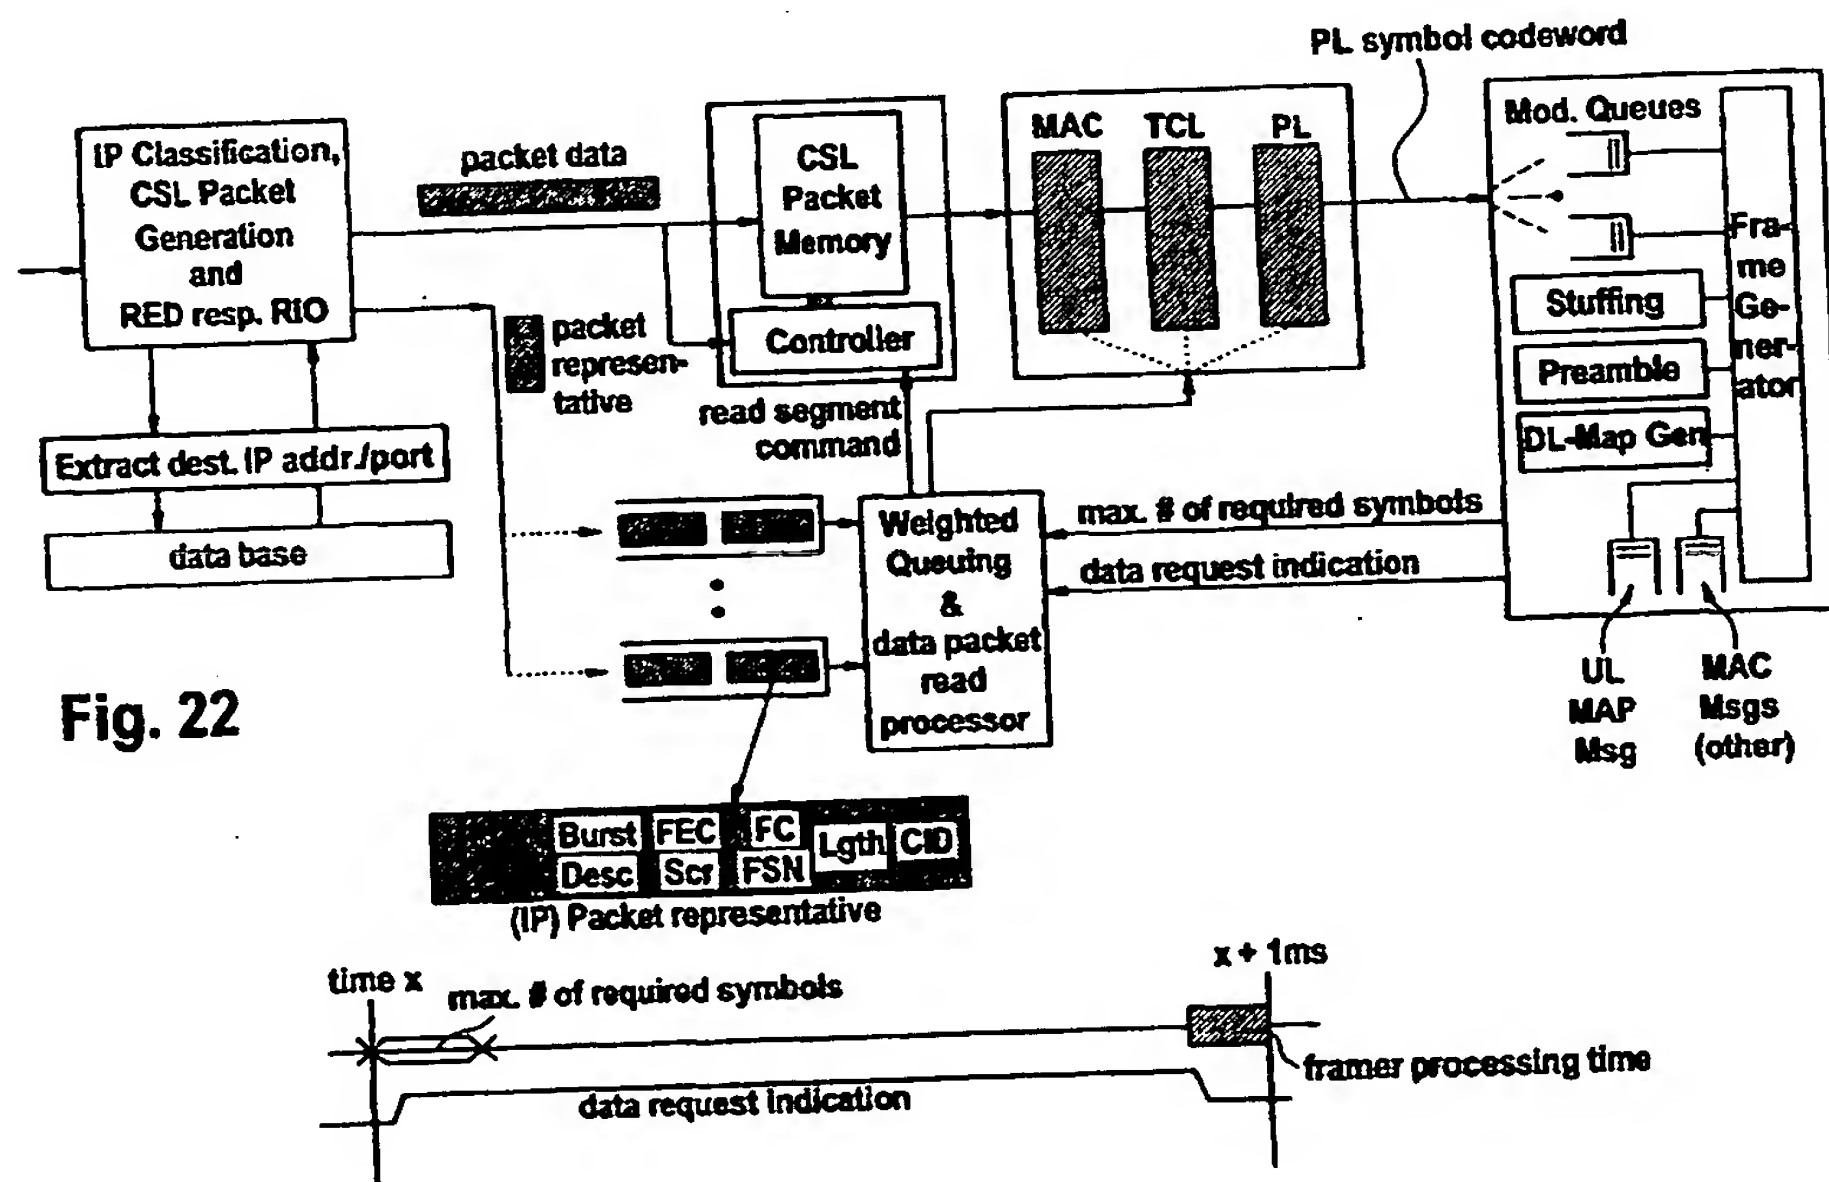 PL symbol codeword
IP Classification,
CSL Packet
Generation
and
RED resp. RIO
packet data
CSL
Packet
Memory
Controller
MAC
TCL
PL
Mod. Queues
Fra-
me
Ge-
ner-
ator
Stuffing
Preamble
DL-Map Gen
packet
represen-
tative
read segment
command
Extract dest. IP addr./port
data base
Weighted
Queuing
&
data packet
read
processor
max. # of required symbols
data request indication
UL
MAP
Msg
MAC
Msgs
(other)
Fig. 22
Burst FEC FC Lgth CID
Desc Scr FSN
(IP) Packet representative
time x
max. # of required symbols
x + 1ms
framer processing time
data request indication